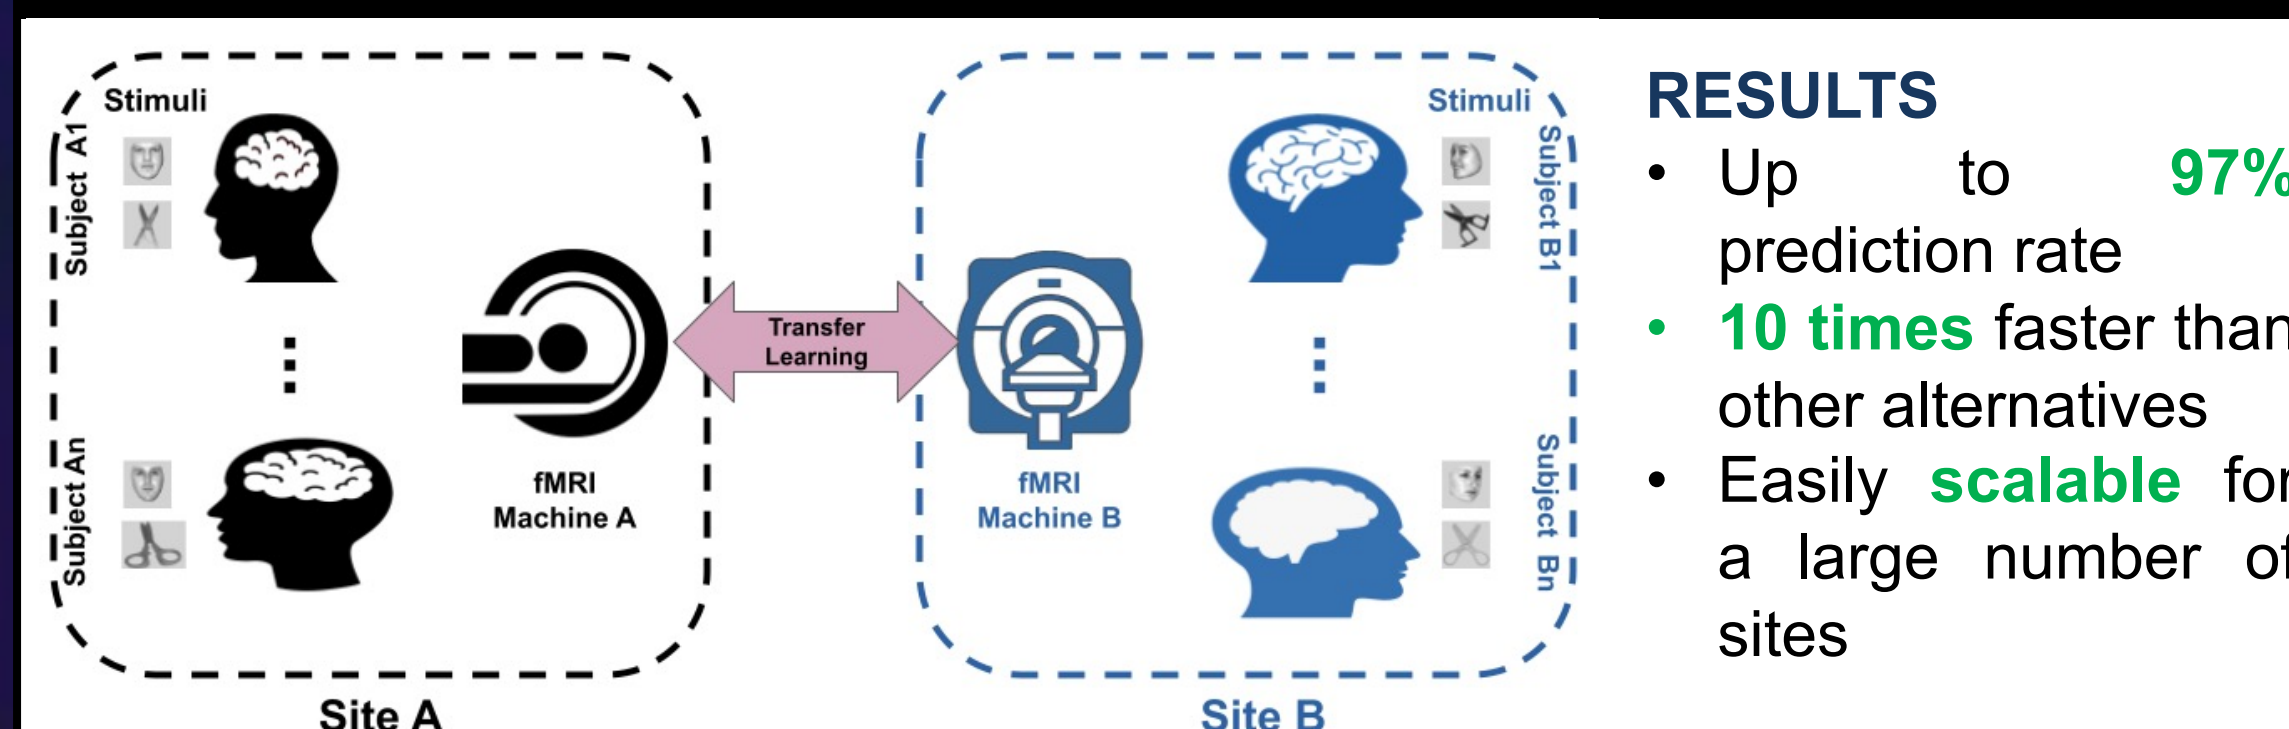 Stimuli
Subject A1
Subject An
fMRI
Machine A
Site A
Transfer
Learning
Stimuli
Subject B1
Subject Bn
fMRI
Machine B
Site B
RESULTS
• Up to 97%
prediction rate
• 10 times faster than
other alternatives
• Easily scalable for
a large number of
sites